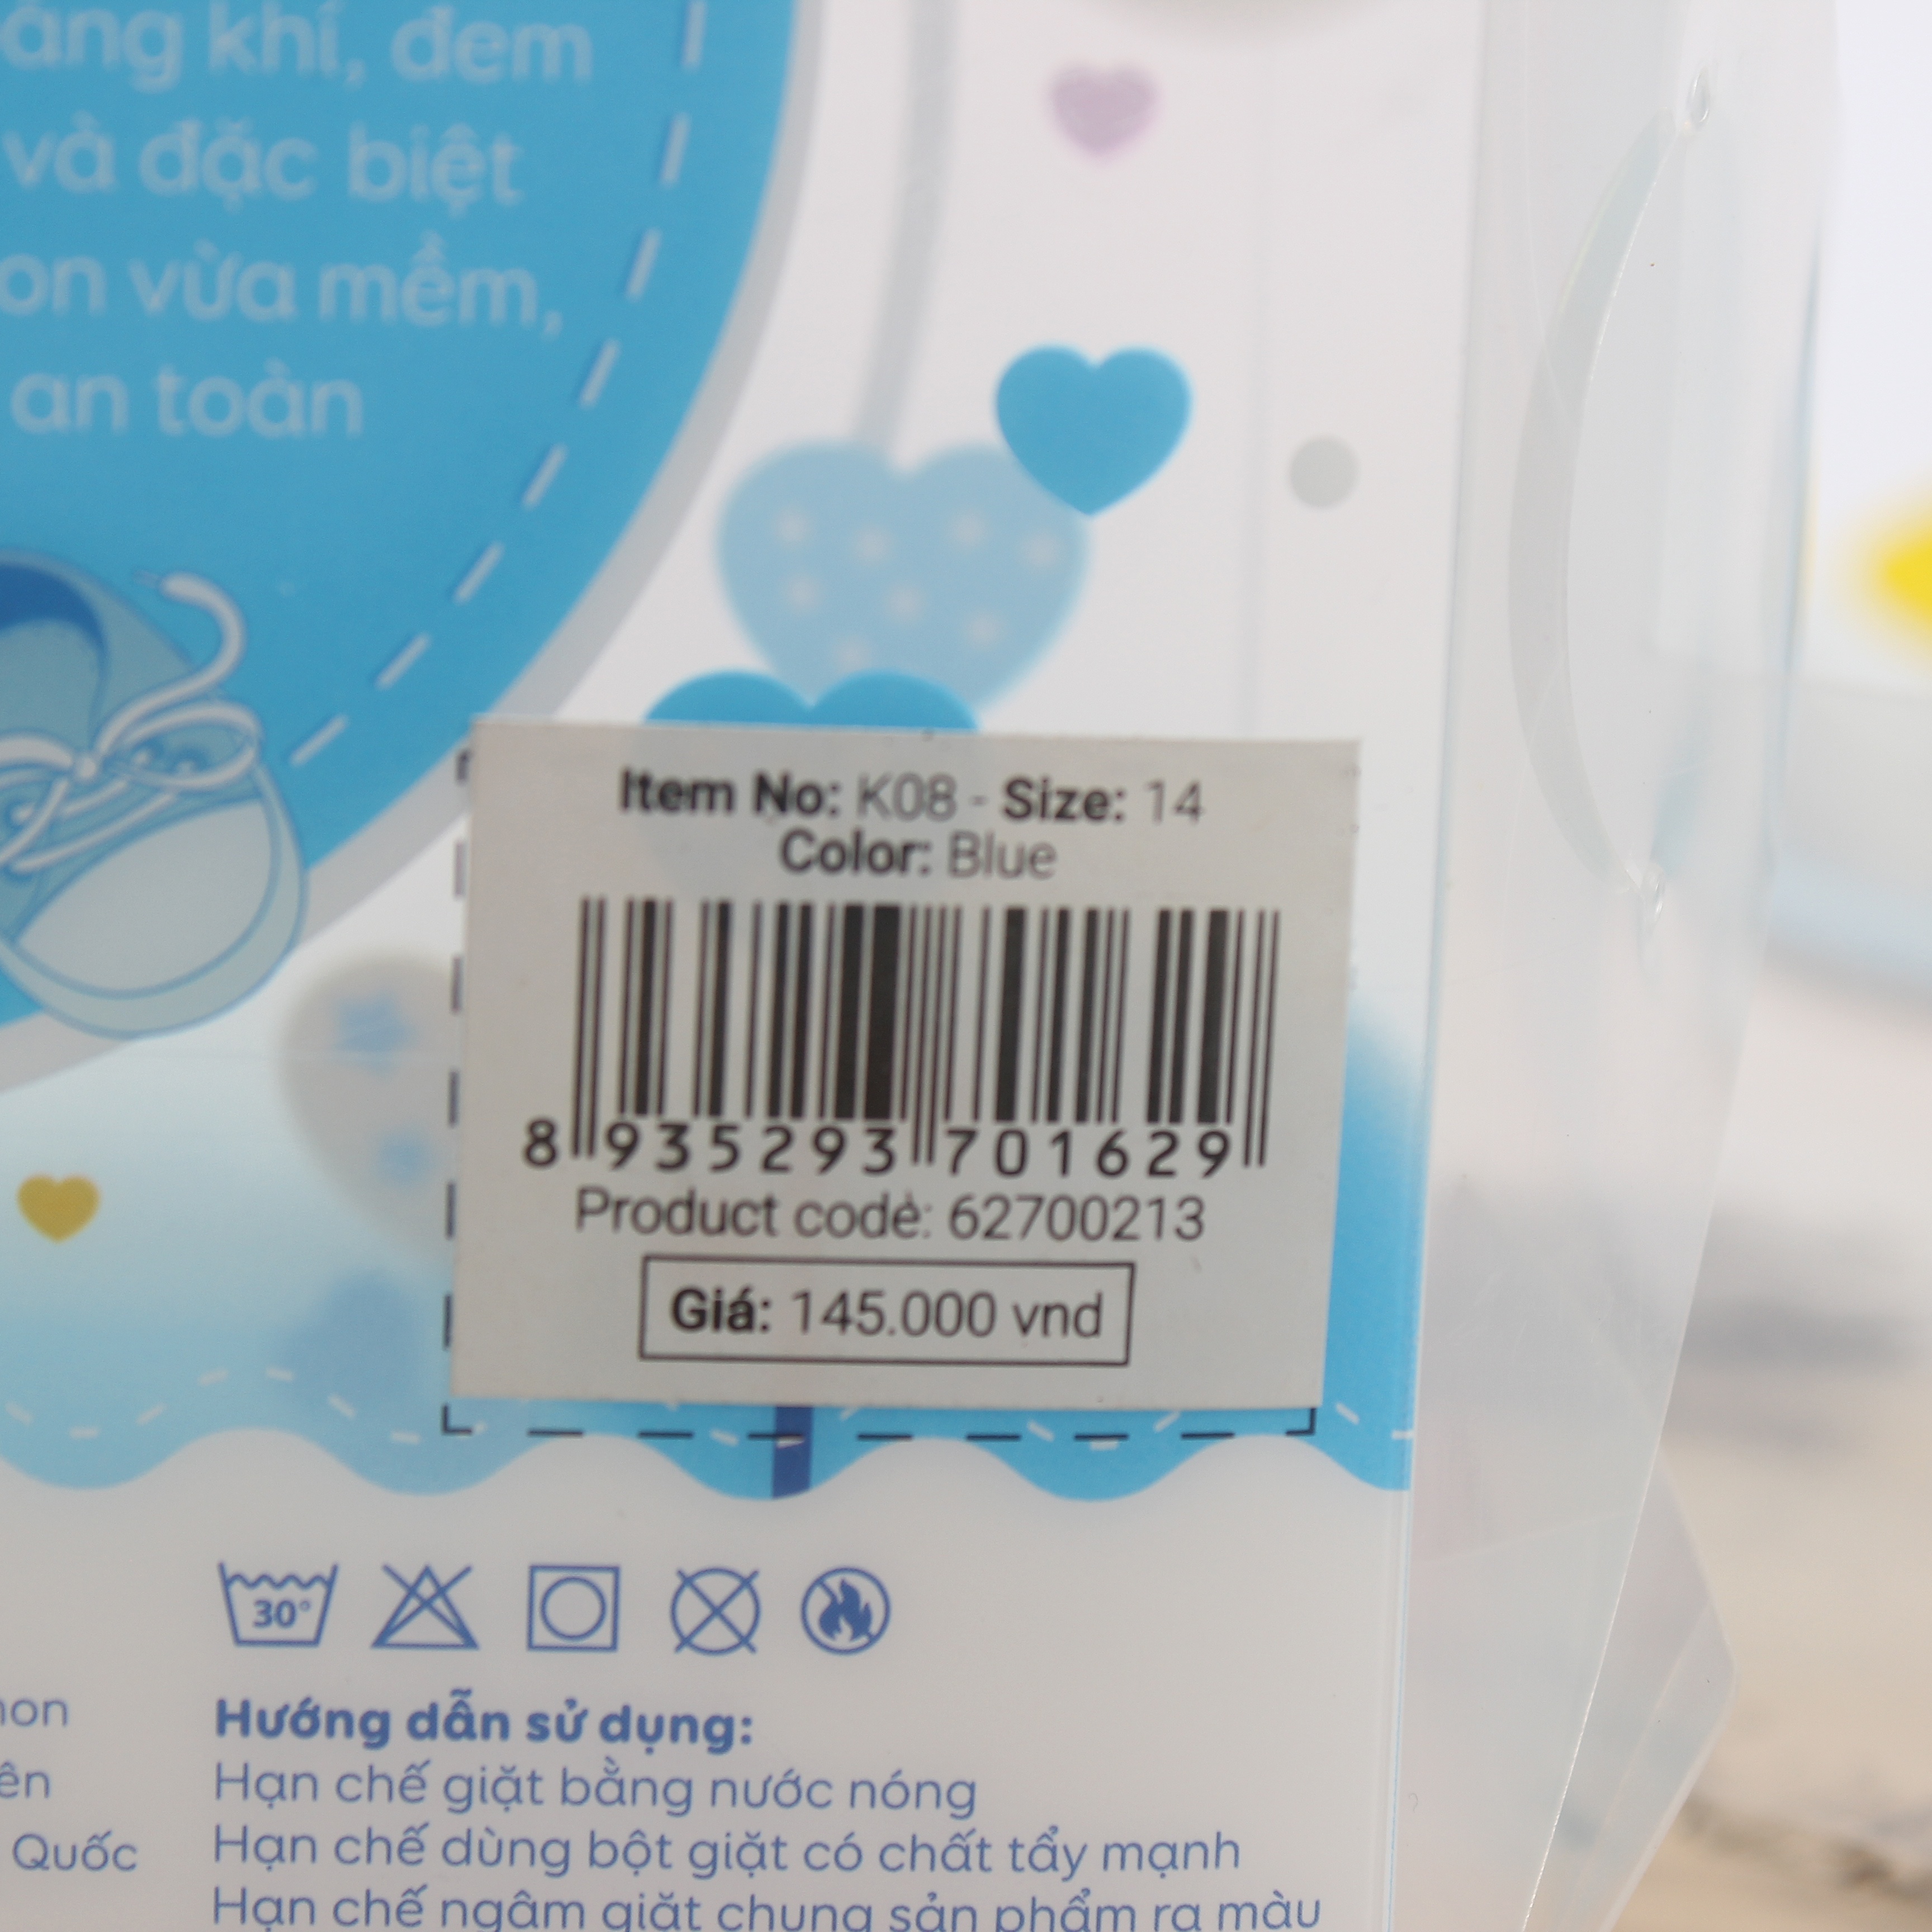 áng khí, đem
và đặc biệt
on vừa mềm,
an toàn
Item No: K08 - Size: 14
Color: Blue
8 935293 701629
Product code: 62700213
Giá: 145.000 vnd
30°
Hướng dẫn sử dụng:
Hạn chế giặt bằng nước nóng
Hạn chế dùng bột giặt có chất tẩy mạnh
Hạn chế ngâm giặt chung sản phẩm ra màu
non
ên
Quốc